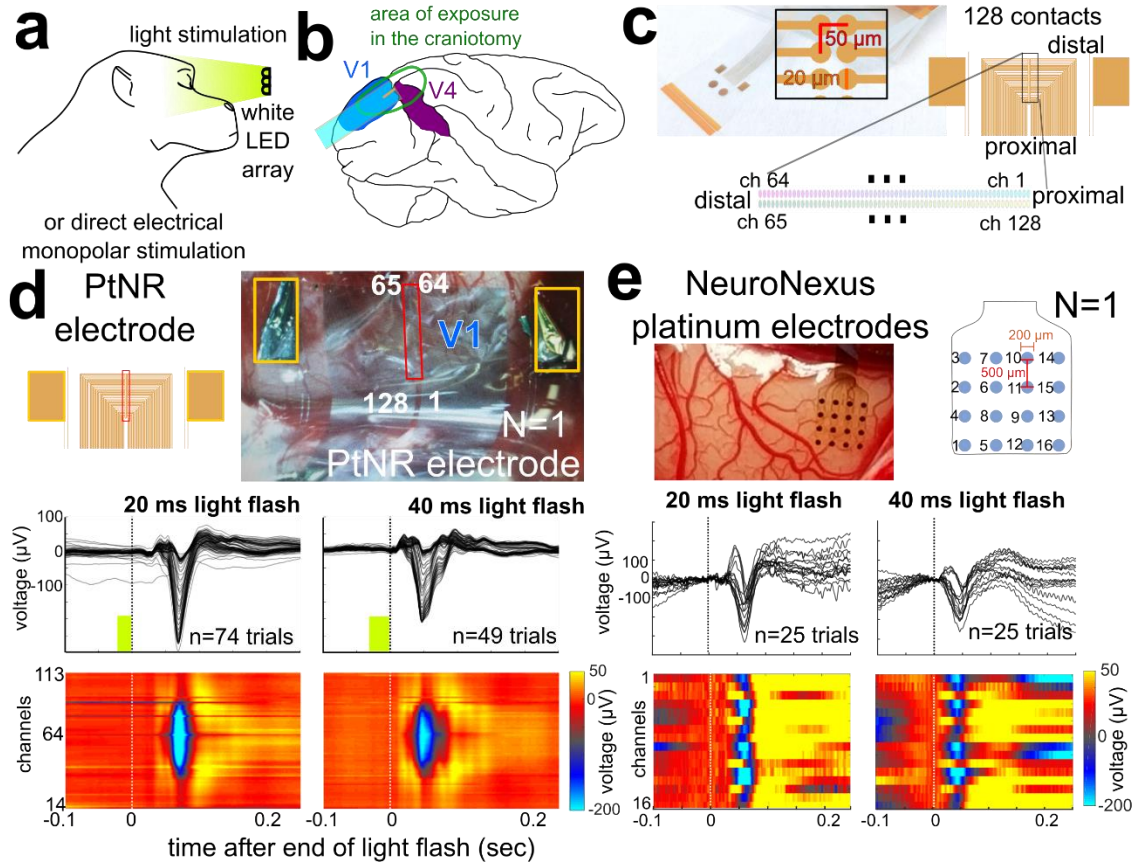 a
light stimulation
white
LED
array
or direct electrical
monopolar stimulation
b
area of exposure
in the craniotomy
V1
V4
c
50 µm
20 µm
128 contacts
distal
proximal
ch 64
ch 1
distal
proximal
ch 65
ch 128
d
PtNR
electrode
65
64
V1
128
1
N=1
PtNR electrode
20 ms light flash
40 ms light flash
voltage (µV)
100
0
-100
n=74 trials
n=49 trials
channels
113
64
14
50
0
-200
voltage (µV)
-0.1
0
0.2
-0.1
0
0.2
time after end of light flash (sec)
e
NeuroNexus
platinum electrodes
N=1
200 µm
500 µm
3 7 10 14
2 6 11 15
4 8 9 13
1 5 12 16
20 ms light flash
40 ms light flash
voltage (µV)
100
0
-100
n=25 trials
n=25 trials
channels
1
16
50
0
-200
voltage (µV)
-0.1
0
0.2
-0.1
0
0.2